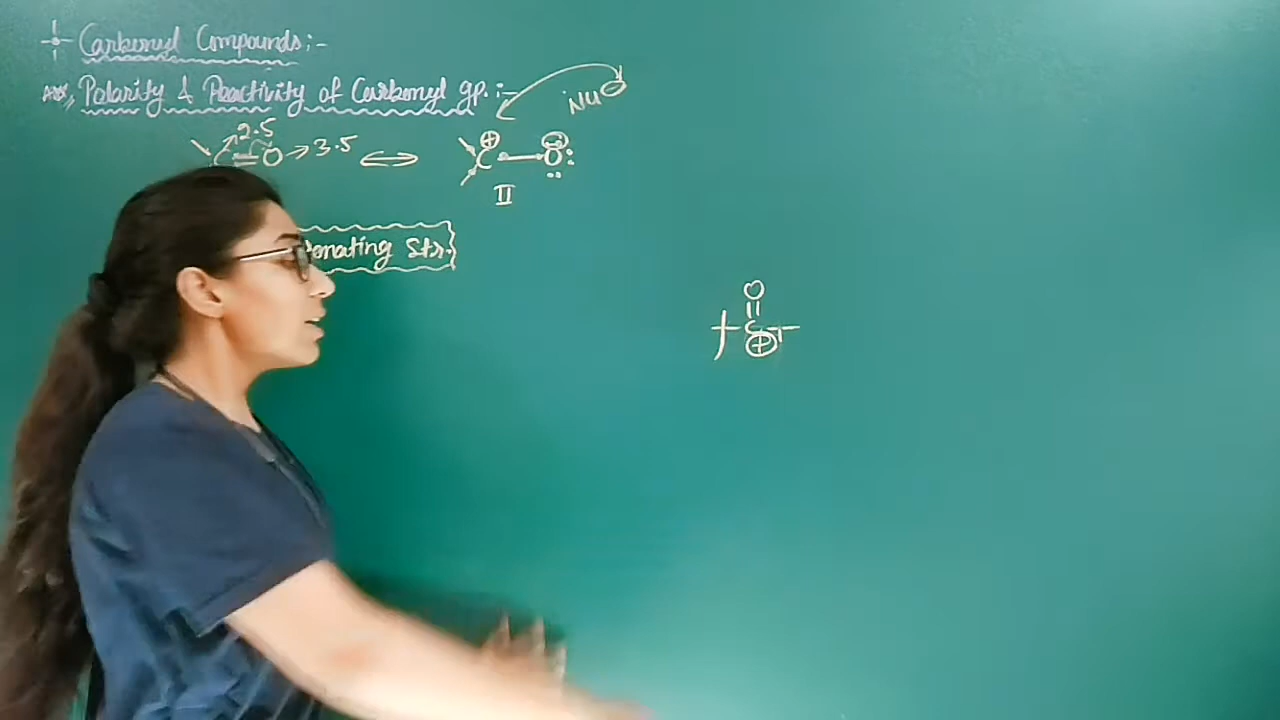 Carbonyl Compounds:-
Polarity & Reactivity of Carbonyl gp.:-
:Nu
2.5
C=O → 3.5 ⟷ C⊕—O:
II
onating Str.
O
||
C
⊕